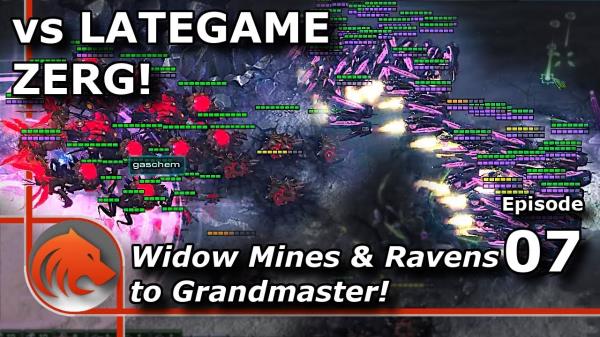 vs LATEGAME
ZERG!
gaschem
Episode
07
Widow Mines & Ravens
to Grandmaster!